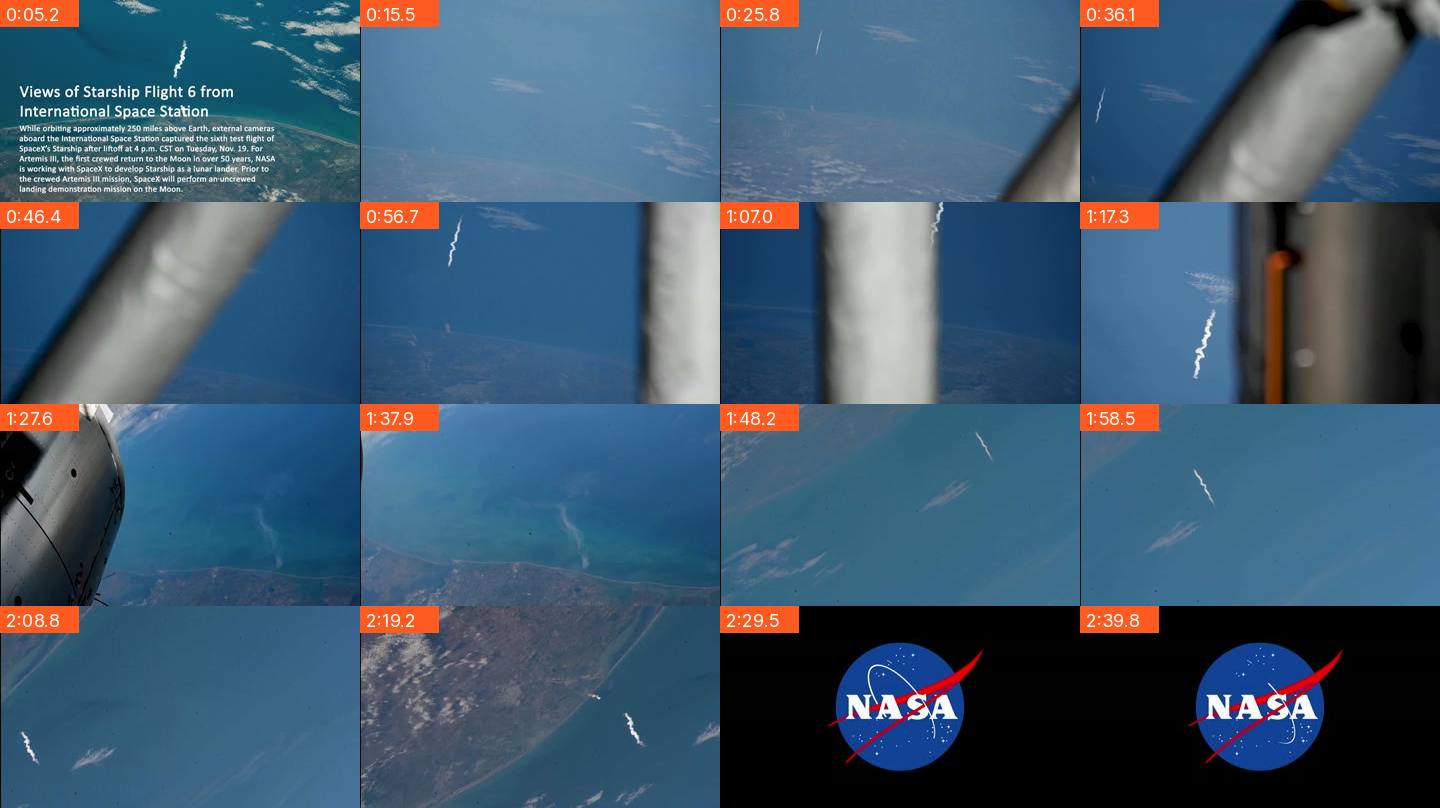 0:05.2
0:15.5
0:25.8
0:36.1
Views of Starship Flight 6 from
International Space Station
While orbiting approximately 250 miles above Earth, external cameras
aboard the International Space Station captured the sixth test flight of
SpaceX's Starship after liftoff at 4 p.m. CST on Tuesday, Nov. 19. For
Artemis III, the first crewed return to the Moon in over 50 years, NASA
is working with SpaceX to develop Starship as a lunar lander. Prior to
the crewed Artemis III mission, SpaceX will perform an uncrewed
landing demonstration mission on the Moon.
0:46.4
0:56.7
1:07.0
1:17.3
1:27.6
1:37.9
1:48.2
1:58.5
2:08.8
2:19.2
2:29.5
2:39.8
NASA
NASA